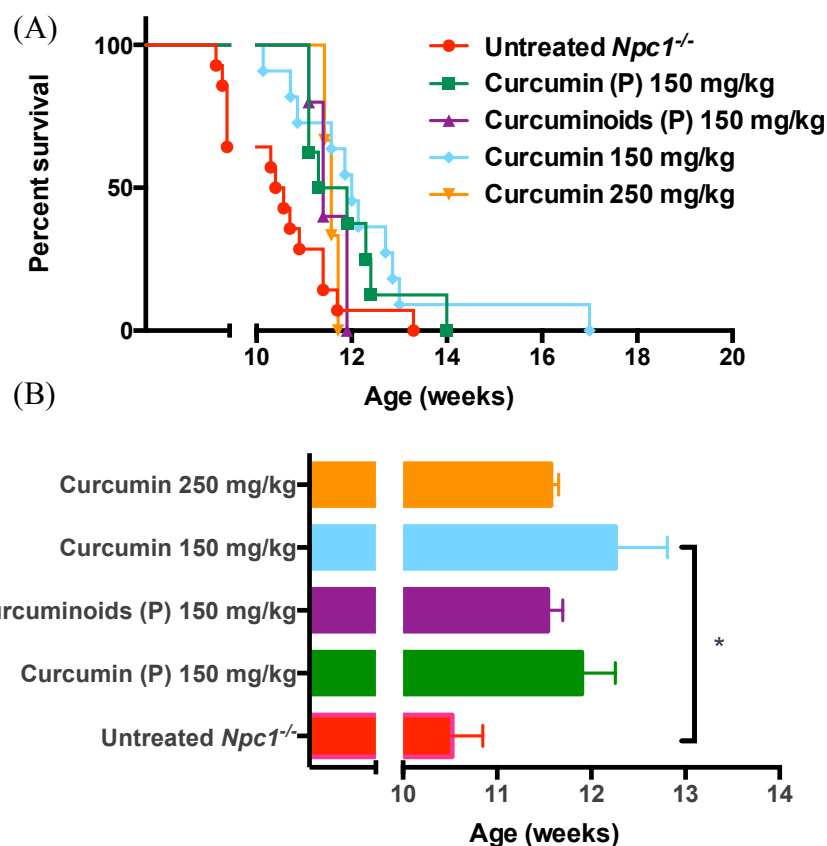 (A)
Percent survival
100
50
0
10 12 14 16 18 20
Age (weeks)
Untreated Npc1-/-
Curcumin (P) 150 mg/kg
Curcuminoids (P) 150 mg/kg
Curcumin 150 mg/kg
Curcumin 250 mg/kg
(B)
Curcumin 250 mg/kg
Curcumin 150 mg/kg
urcuminoids (P) 150 mg/kg
Curcumin (P) 150 mg/kg
Untreated Npc1-/-
*
10 11 12 13 14
Age (weeks)